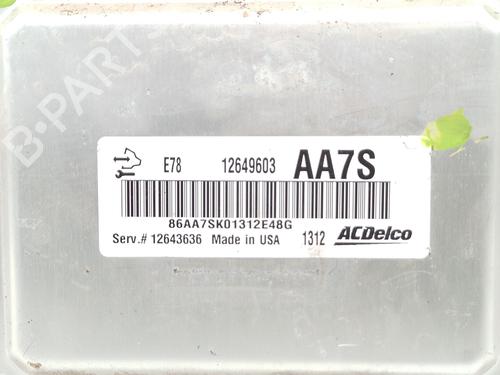 B-PARTS
E78 12649603 AA7S
86AA7SK01312E48G
Serv.# 12643636 Made in USA 1312 ACDelco